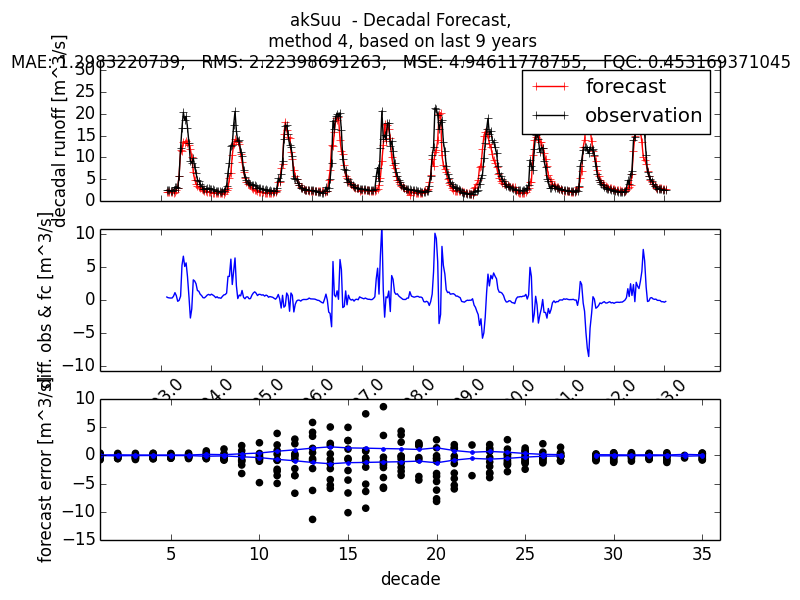 akSuu - Decadal Forecast,
method 4, based on last 9 years
MAE: 1.2983220739, RMS: 2.22398691263, MSE: 4.94611778755, FQC: 0.453169371045
decadal runoff [m^3/s]
30
25
20
15
10
5
0
forecast
observation
diff. obs & fc [m^3/s]
10
5
0
−5
−10
forecast error [m^3/s]
10
5
0
−5
−10
−15
5 10 15 20 25 30 35
decade